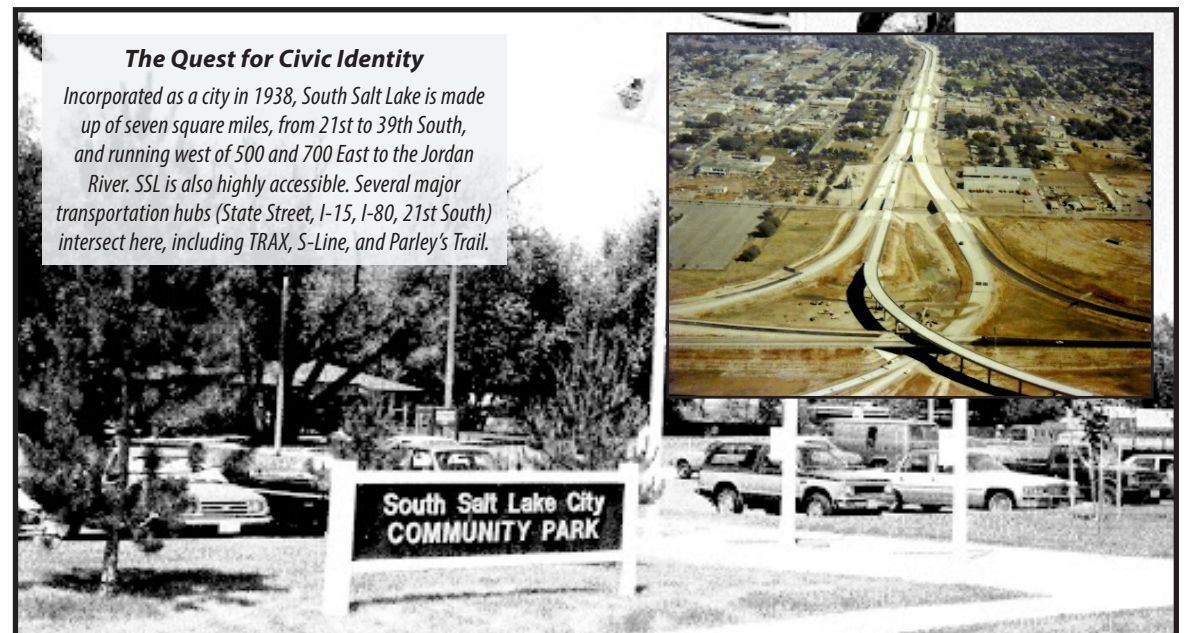 The Quest for Civic Identity
Incorporated as a city in 1938, South Salt Lake is made
up of seven square miles, from 21st to 39th South,
and running west of 500 and 700 East to the Jordan
River. SSL is also highly accessible. Several major
transportation hubs (State Street, I-15, I-80, 21st South)
intersect here, including TRAX, S-Line, and Parley's Trail.
South Salt Lake City
COMMUNITY PARK